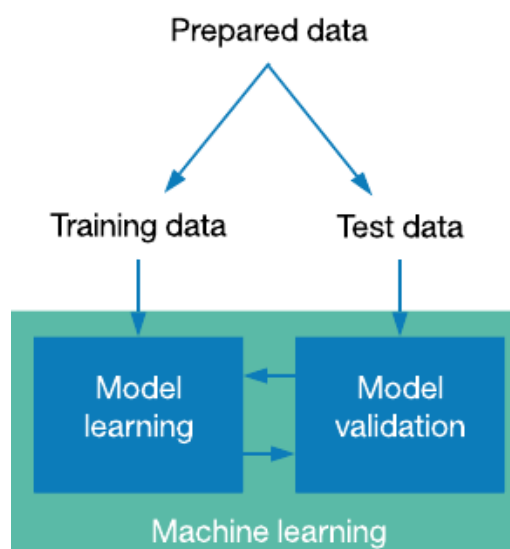 Prepared data
Training data
Test data
Model
learning
Model
validation
Machine learning